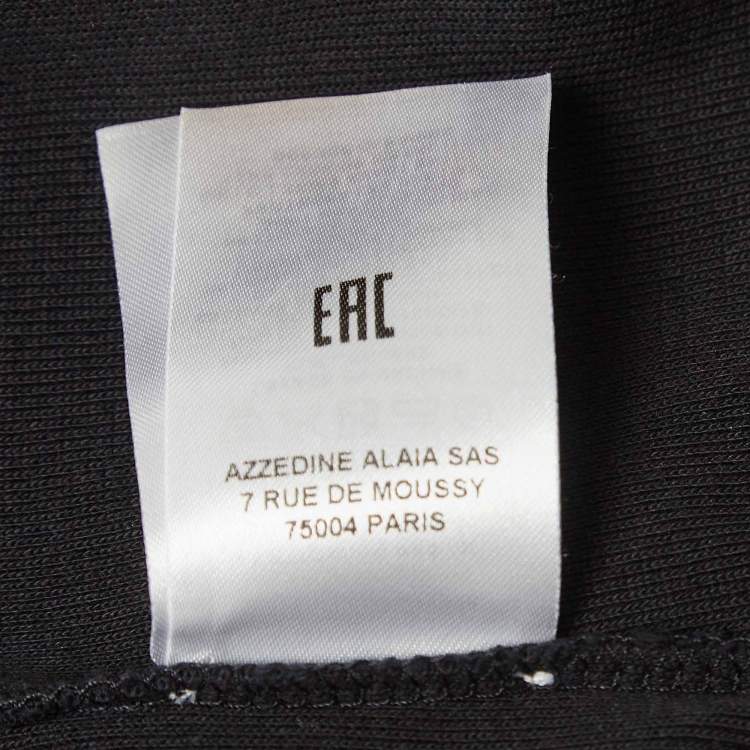 EAC
AZZEDINE ALAIA SAS
7 RUE DE MOUSSY
75004 PARIS